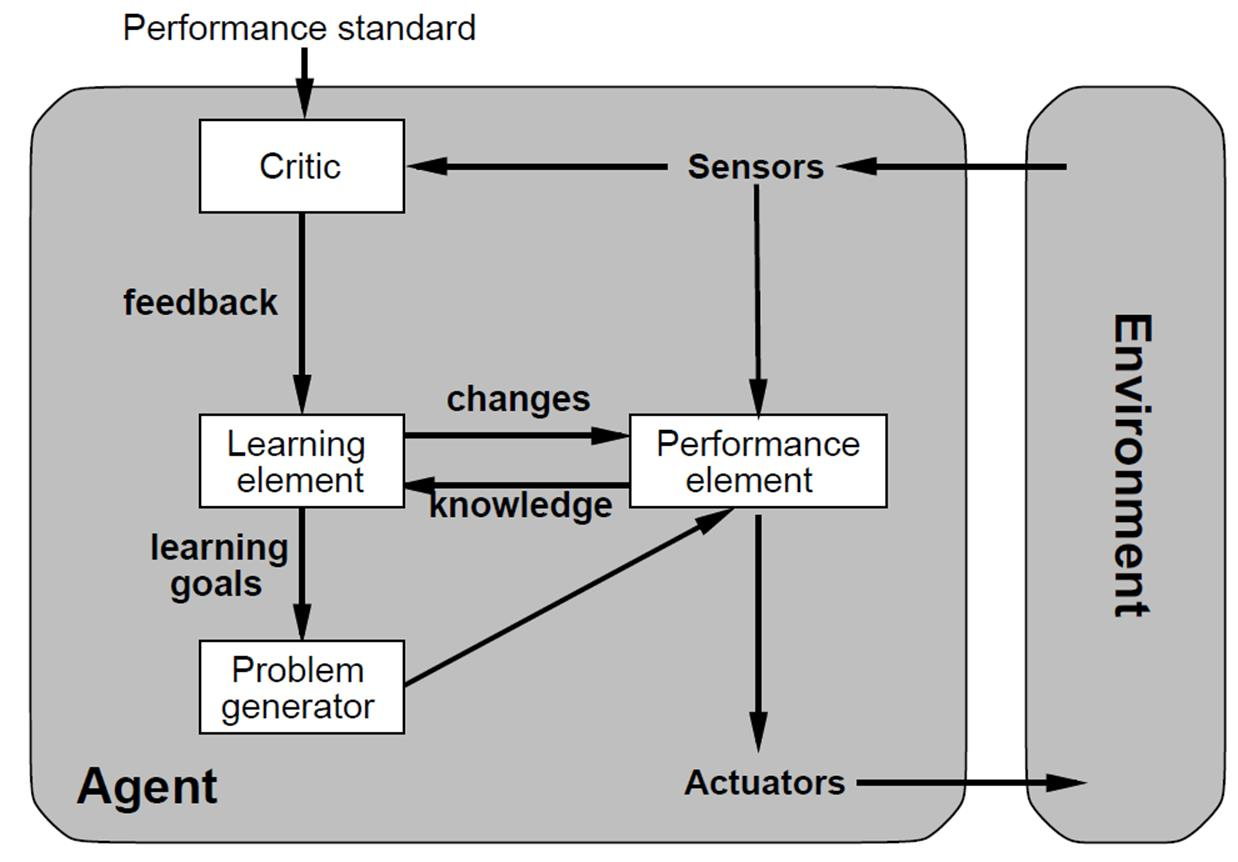 Performance standard
Critic
Sensors
feedback
changes
Learning
element
Performance
element
knowledge
learning
goals
Problem
generator
Agent
Actuators
Environment